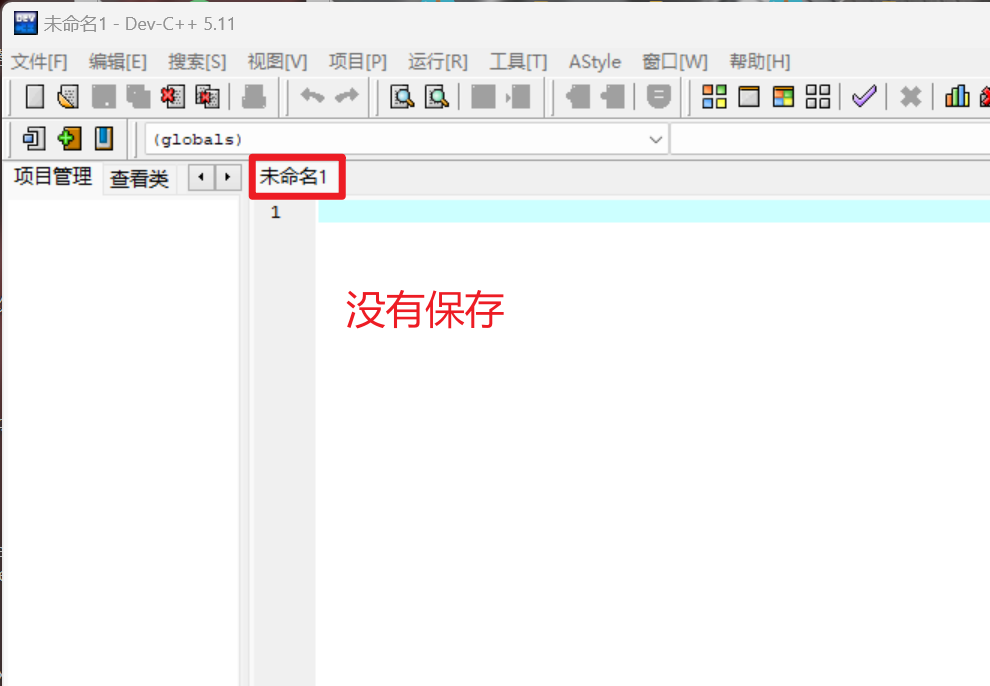 未命名1 - Dev-C++ 5.11
文件[F] 编辑[E] 搜索[S] 视图[V] 项目[P] 运行[R] 工具[T] AStyle 窗口[W] 帮助[H]
(globals)
项目管理 查看类 未命名1
1
没有保存